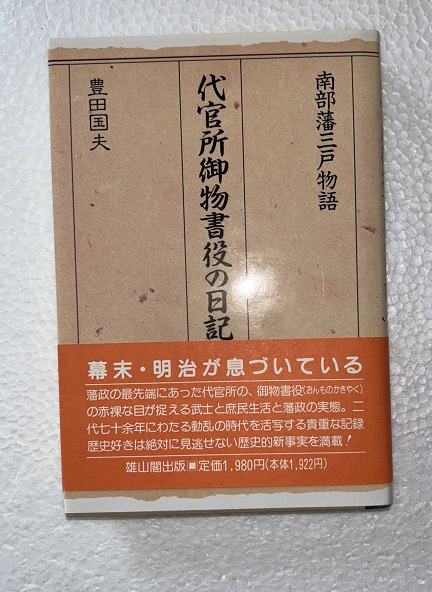 南部藩三戸物語
代官所御物書役の日記
豊田国夫
幕末・明治が息づいている
藩政の最先端にあった代官所の、御物書役(おんものかきやく)
の赤裸な目が捉える武士と庶民生活と藩政の実態。二
代七十余年にわたる動乱の時代を活写する貴重な記録
歴史好きは絶対に見逃せない歴史的新事実を満載!
雄山閣出版■定価1,980円(本体1,922円)